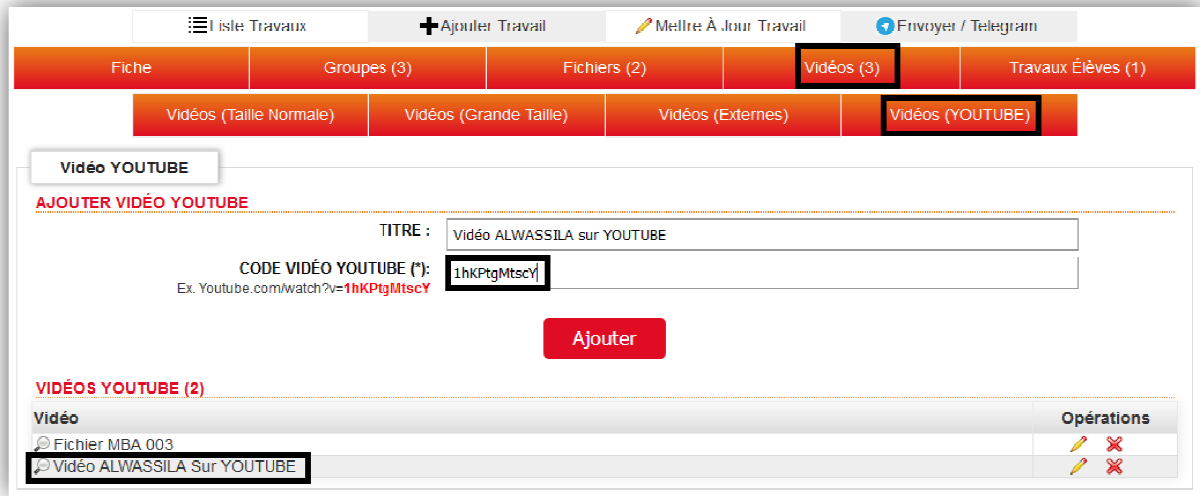 Liste Travaux Ajouter Travail Mettre À Jour Travail Envoyer / Telegram
Fiche Groupes (3) Fichiers (2) Vidéos (3) Travaux Élèves (1)
Vidéos (Taille Normale) Vidéos (Grande Taille) Vidéos (Externes) Vidéos (YOUTUBE)
Vidéo YOUTUBE
AJOUTER VIDÉO YOUTUBE
TITRE : Vidéo ALWASSILA sur YOUTUBE
CODE VIDÉO YOUTUBE (*): 1hKPtgMtscY
Ex. Youtube.com/watch?v=1hKPtgMtscY
Ajouter
VIDÉOS YOUTUBE (2)
Vidéo Opérations
Fichier MBA 003
Vidéo ALWASSILA Sur YOUTUBE